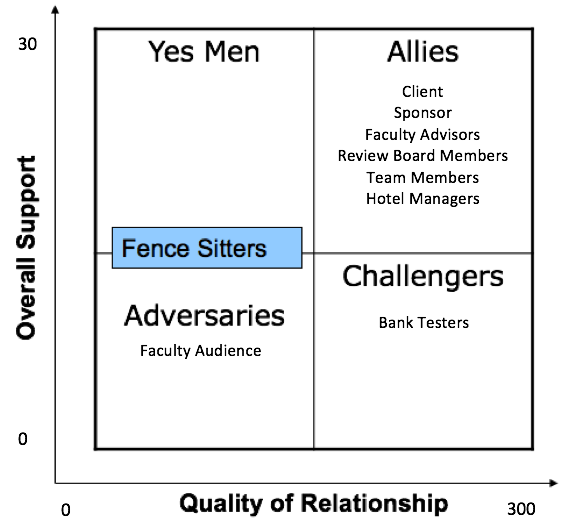 30
Yes Men
Allies
Client
Sponsor
Faculty Advisors
Review Board Members
Team Members
Hotel Managers
Overall Support
Fence Sitters
Challengers
Bank Testers
Adversaries
Faculty Audience
0
0
Quality of Relationship
300